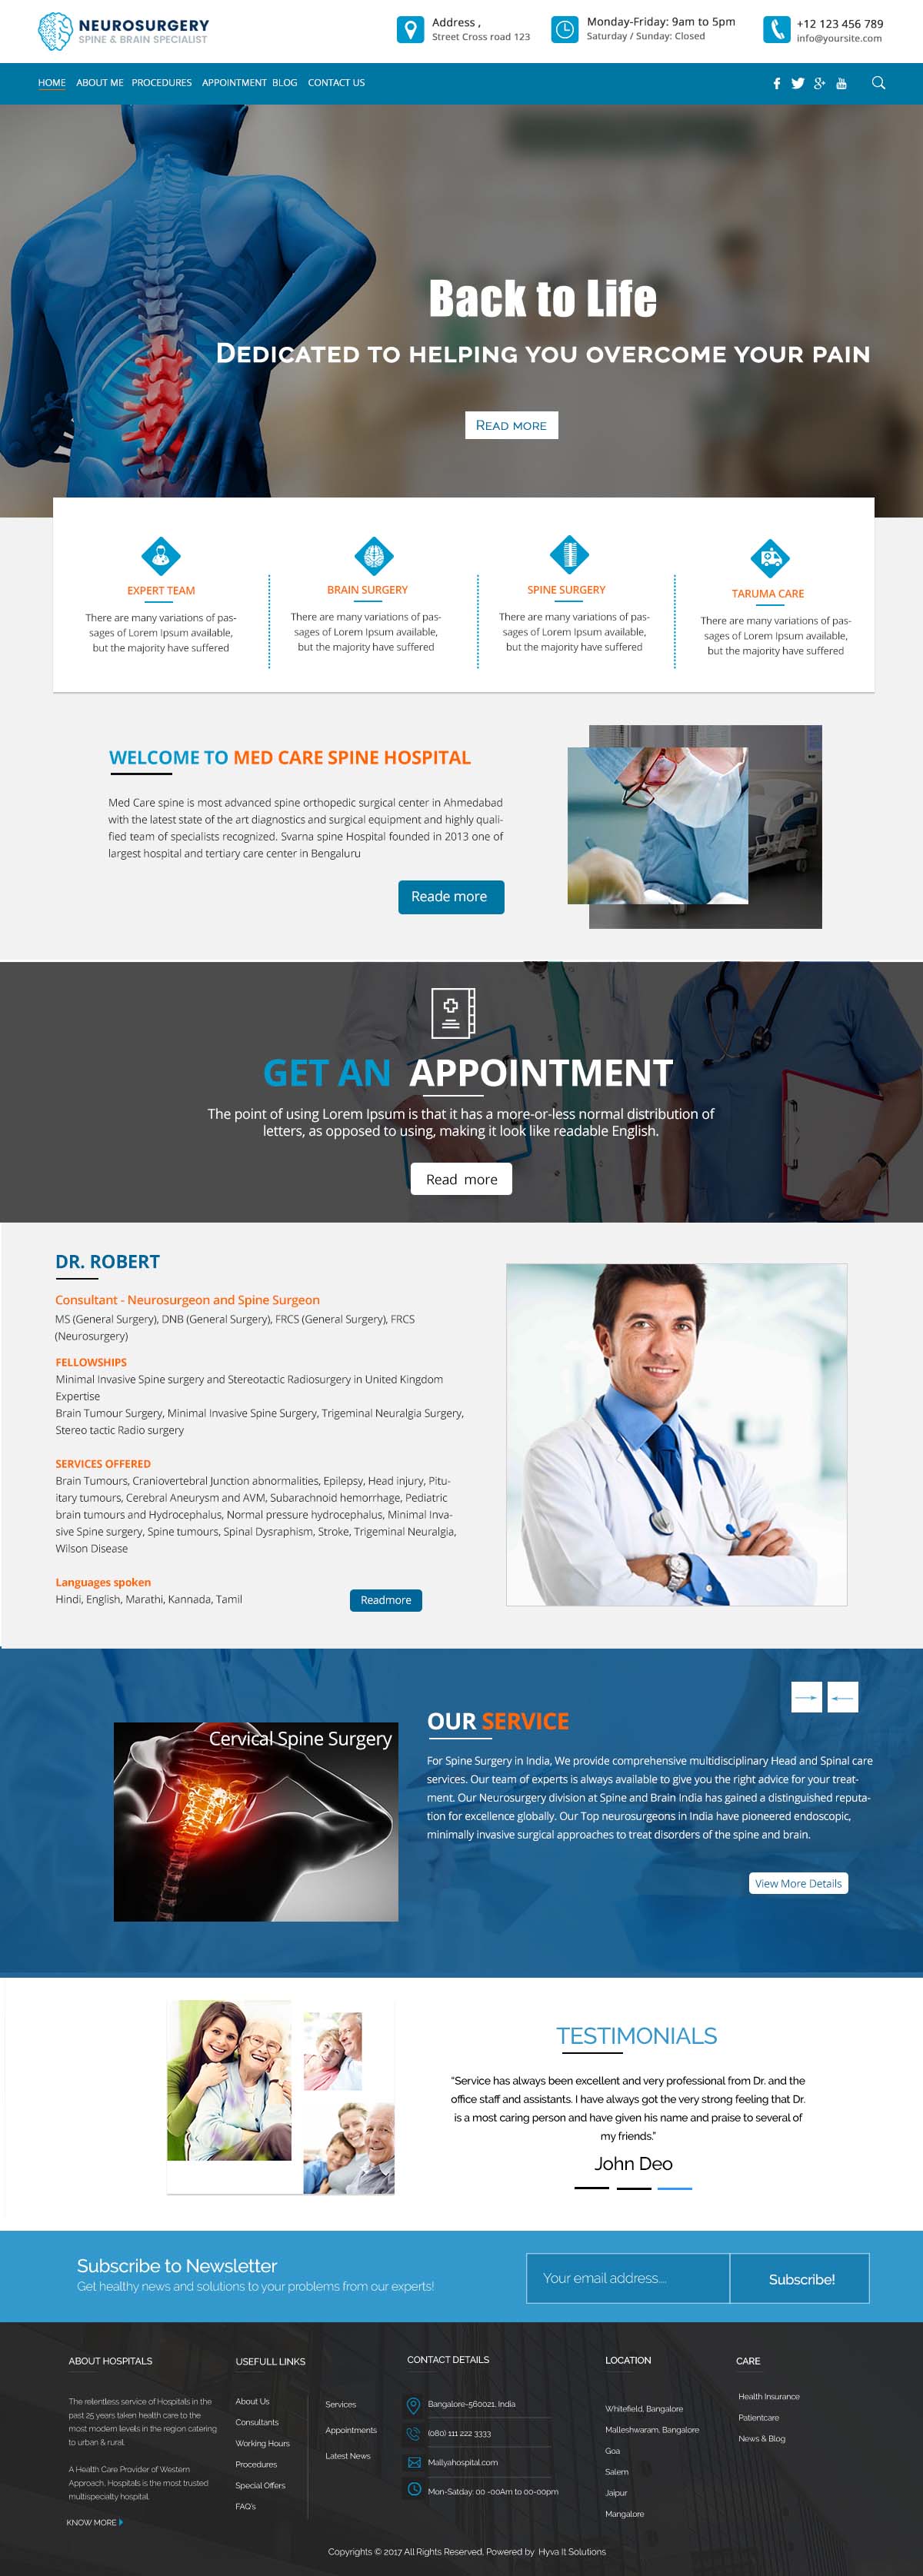 NEUROSURGERY
SPINE & BRAIN SPECIALIST
Address ,
Street Cross road 123
Monday-Friday: 9am to 5pm
Saturday / Sunday: Closed
+12 123 456 789
info@yoursite.com
HOME ABOUT ME PROCEDURES APPOINTMENT BLOG CONTACT US
Back to Life
DEDICATED TO HELPING YOU OVERCOME YOUR PAIN
READ MORE
EXPERT TEAM
There are many variations of pas-
sages of Lorem Ipsum available,
but the majority have suffered
BRAIN SURGERY
There are many variations of pas-
sages of Lorem Ipsum available,
but the majority have suffered
SPINE SURGERY
There are many variations of pas-
sages of Lorem Ipsum available,
but the majority have suffered
TARUMA CARE
There are many variations of pas-
sages of Lorem Ipsum available,
but the majority have suffered
WELCOME TO MED CARE SPINE HOSPITAL
Med Care spine is most advanced spine orthopedic surgical center in Ahmedabad
with the latest state of the art diagnostics and surgical equipment and highly quali-
fied team of specialists recognized. Svarna spine Hospital founded in 2013 one of
largest hospital and tertiary care center in Bengaluru
Reade more
GET AN APPOINTMENT
The point of using Lorem Ipsum is that it has a more-or-less normal distribution of
letters, as opposed to using, making it look like readable English.
Read more
DR. ROBERT
Consultant - Neurosurgeon and Spine Surgeon
MS (General Surgery), DNB (General Surgery), FRCS (General Surgery), FRCS
(Neurosurgery)
FELLOWSHIPS
Minimal Invasive Spine surgery and Stereotactic Radiosurgery in United Kingdom
Expertise
Brain Tumour Surgery, Minimal Invasive Spine Surgery, Trigeminal Neuralgia Surgery,
Stereo tactic Radio surgery
SERVICES OFFERED
Brain Tumours, Craniovertebral Junction abnormalities, Epilepsy, Head injury, Pitu-
itary tumours, Cerebral Aneurysm and AVM, Subarachnoid hemorrhage, Pediatric
brain tumours and Hydrocephalus, Normal pressure hydrocephalus, Minimal Inva-
sive Spine surgery, Spine tumours, Spinal Dysraphism, Stroke, Trigeminal Neuralgia,
Wilson Disease
Languages spoken
Hindi, English, Marathi, Kannada, Tamil
Readmore
Cervical Spine Surgery
OUR SERVICE
For Spine Surgery in India, We provide comprehensive multidisciplinary Head and Spinal care
services. Our team of experts is always available to give you the right advice for your treat-
ment. Our Neurosurgery division at Spine and Brain India has gained a distinguished reputa-
tion for excellence globally. Our Top neurosurgeons in India have pioneered endoscopic,
minimally invasive surgical approaches to treat disorders of the spine and brain.
View More Details
TESTIMONIALS
“Service has always been excellent and very professional from Dr. and the
office staff and assistants. I have always got the very strong feeling that Dr.
is a most caring person and have given his name and praise to several of
my friends.”
John Deo
Subscribe to Newsletter
Get healthy news and solutions to your problems from our experts!
Your email address....
Subscribe!
ABOUT HOSPITALS
The relentless service of Hospitals in the
past 25 years taken health care to the
most modern levels in the region catering
to urban & rural.
A Health Care Provider of Western
Approach, Hospitals is the most trusted
multispecialty hospital.
KNOW MORE
USEFULL LINKS
About Us
Consultants
Working Hours
Procedures
Special Offers
FAQ's
Services
Appointments
Latest News
CONTACT DETAILS
Bangalore-560021, India
(080) 111 222 3333
Mallyahospital.com
Mon-Satday: 00 -00Am to 00-00pm
LOCATION
Whitefield, Bangalore
Malleshwaram, Bangalore
Goa
Salem
Jaipur
Mangalore
CARE
Health Insurance
Patientcare
News & Blog
Copyrights © 2017 All Rights Reserved, Powered by Hyva It Solutions